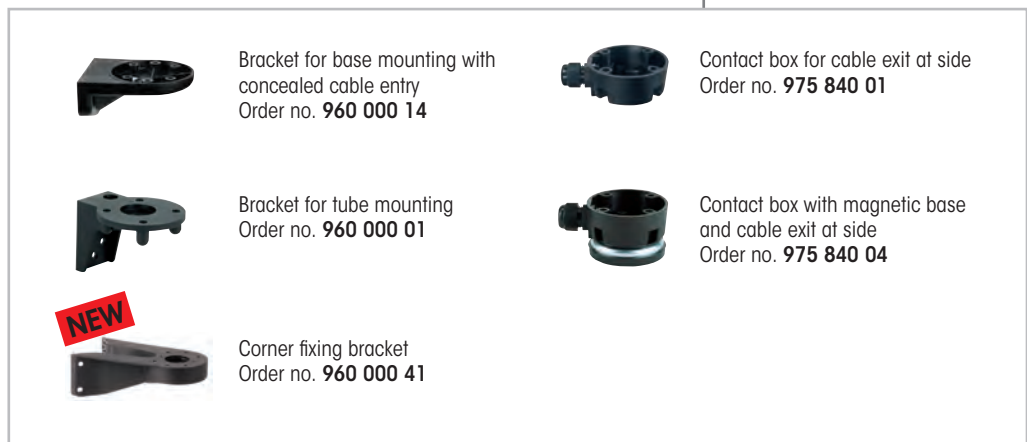 Bracket for base mounting with
concealed cable entry
Order no. 960 000 14
Contact box for cable exit at side
Order no. 975 840 01
Bracket for tube mounting
Order no. 960 000 01
Contact box with magnetic base
and cable exit at side
Order no. 975 840 04
NEW
Corner fixing bracket
Order no. 960 000 41